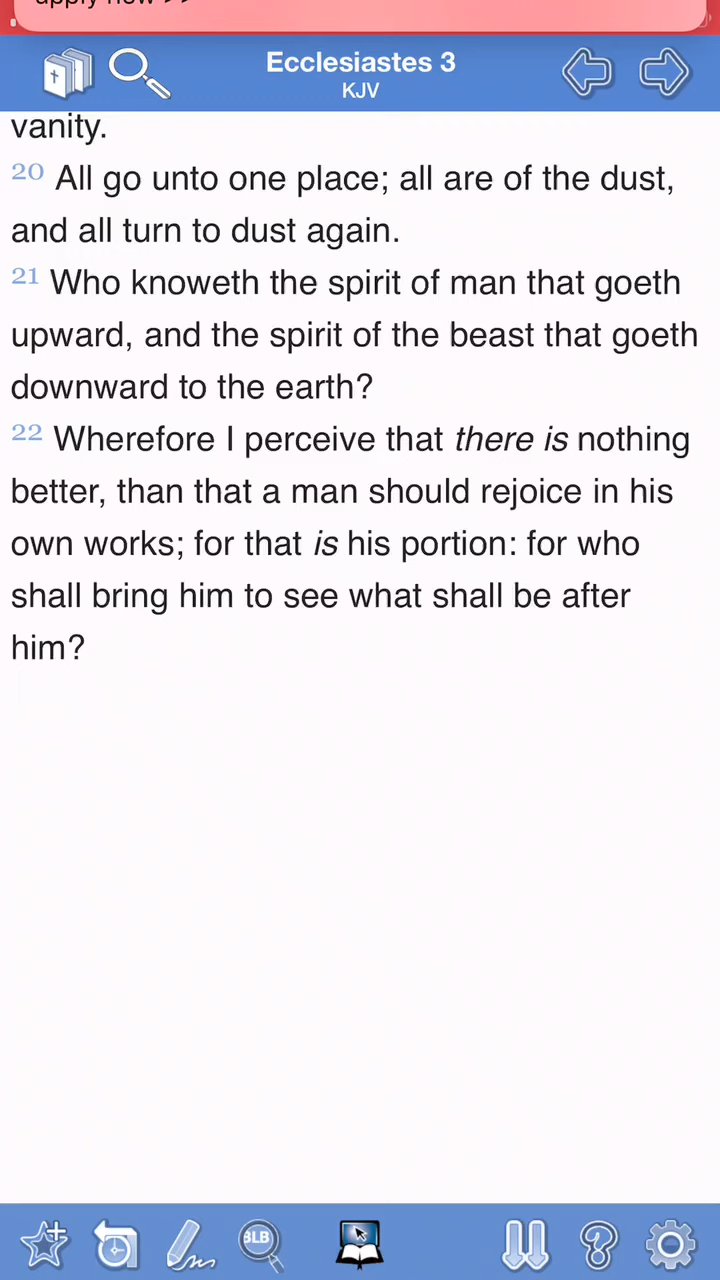 apply now >>
Ecclesiastes 3
KJV
vanity.
20 All go unto one place; all are of the dust,
and all turn to dust again.
21 Who knoweth the spirit of man that goeth
upward, and the spirit of the beast that goeth
downward to the earth?
22 Wherefore I perceive that there is nothing
better, than that a man should rejoice in his
own works; for that is his portion: for who
shall bring him to see what shall be after
him?
BLB